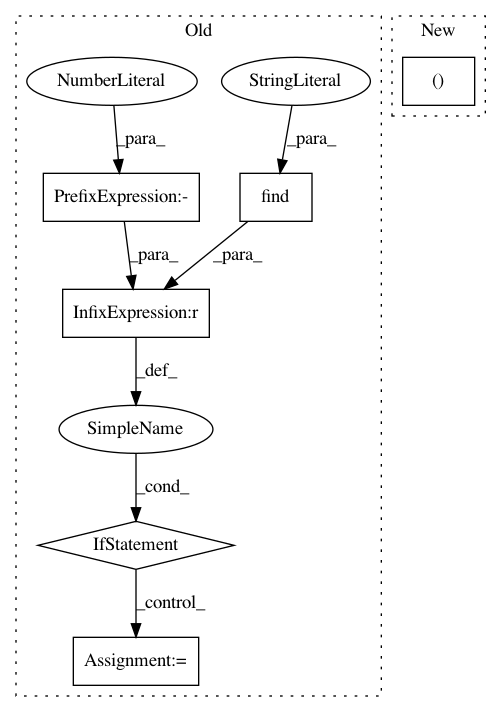 Old
New
NumberLiteral
StringLiteral
()
_para_
_para_
PrefixExpression:-
find
_para_
_para_
InfixExpression:r
_def_
SimpleName
_cond_
IfStatement
_control_
Assignment:=